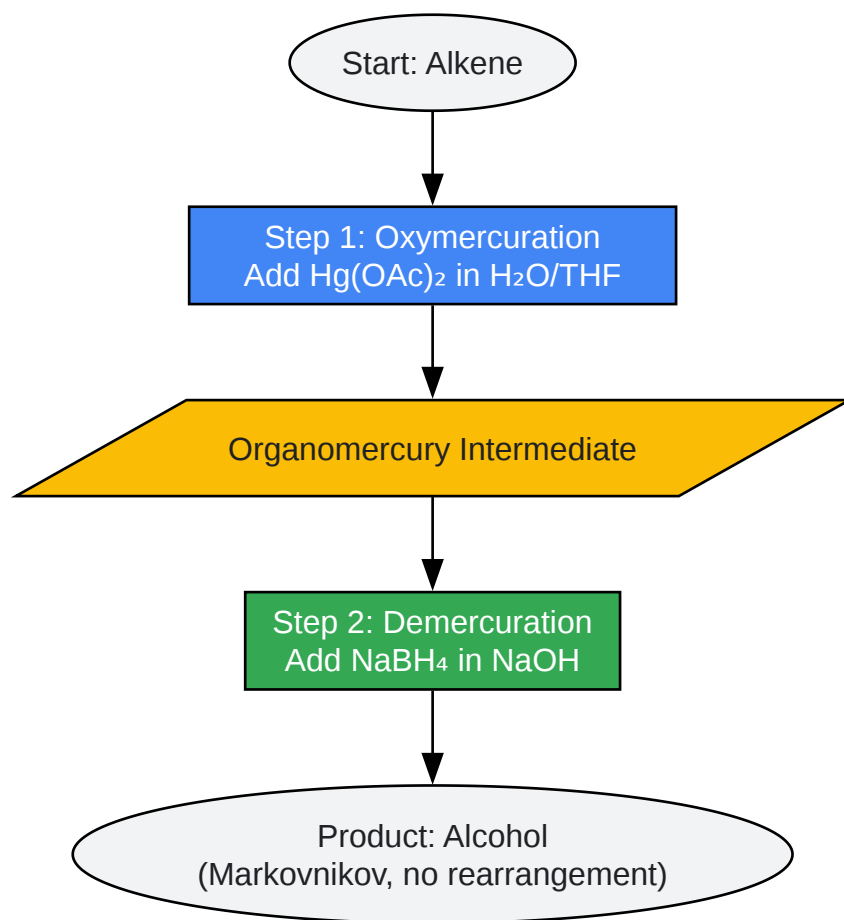 Start: Alkene
Step 1: Oxymercuration
Add Hg(OAc)₂ in H₂O/THF
Organomercury Intermediate
Step 2: Demercuration
Add NaBH₄ in NaOH
Product: Alcohol
(Markovnikov, no rearrangement)